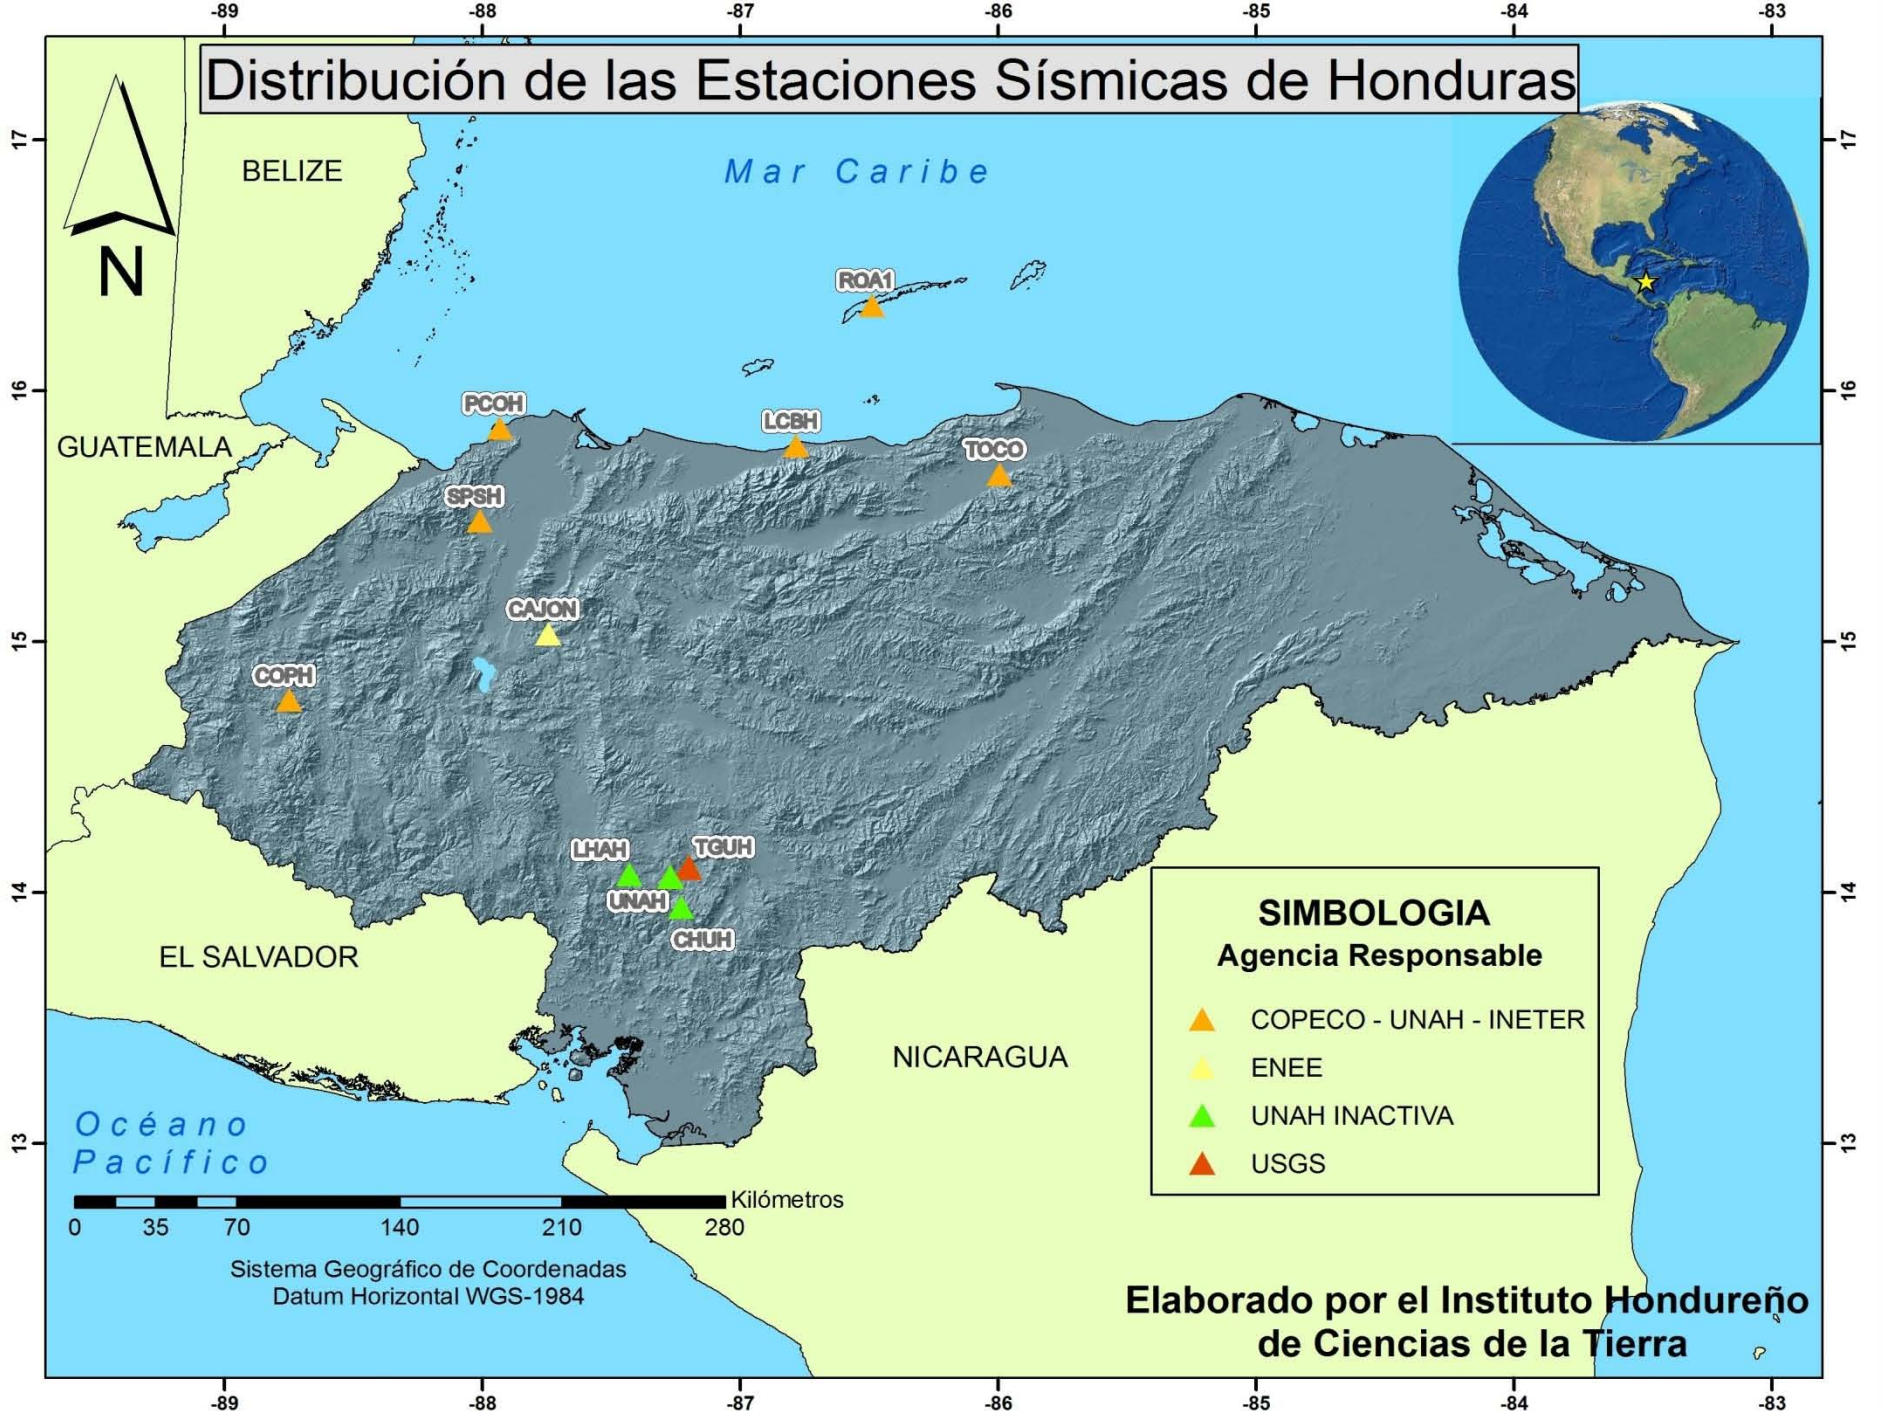 -89 -88 -87 -86 -85 -84 -83
Distribución de las Estaciones Sísmicas de Honduras
17
17
BELIZE
Mar Caribe
N
ROA1
16
16
PCOH
LCBH
GUATEMALA
TOCO
SPSH
CAJON
15
15
COPH
LHAH
TGUH
14
14
UNAH
CHUH
EL SALVADOR
NICARAGUA
SIMBOLOGIA
Agencia Responsable
COPECO - UNAH - INETER
ENEE
UNAH INACTIVA
USGS
13
13
Océano
Pacífico
Kilómetros
0 35 70 140 210 280
Sistema Geográfico de Coordenadas
Datum Horizontal WGS-1984
Elaborado por el Instituto Hondureño
de Ciencias de la Tierra
-89 -88 -87 -86 -85 -84 -83